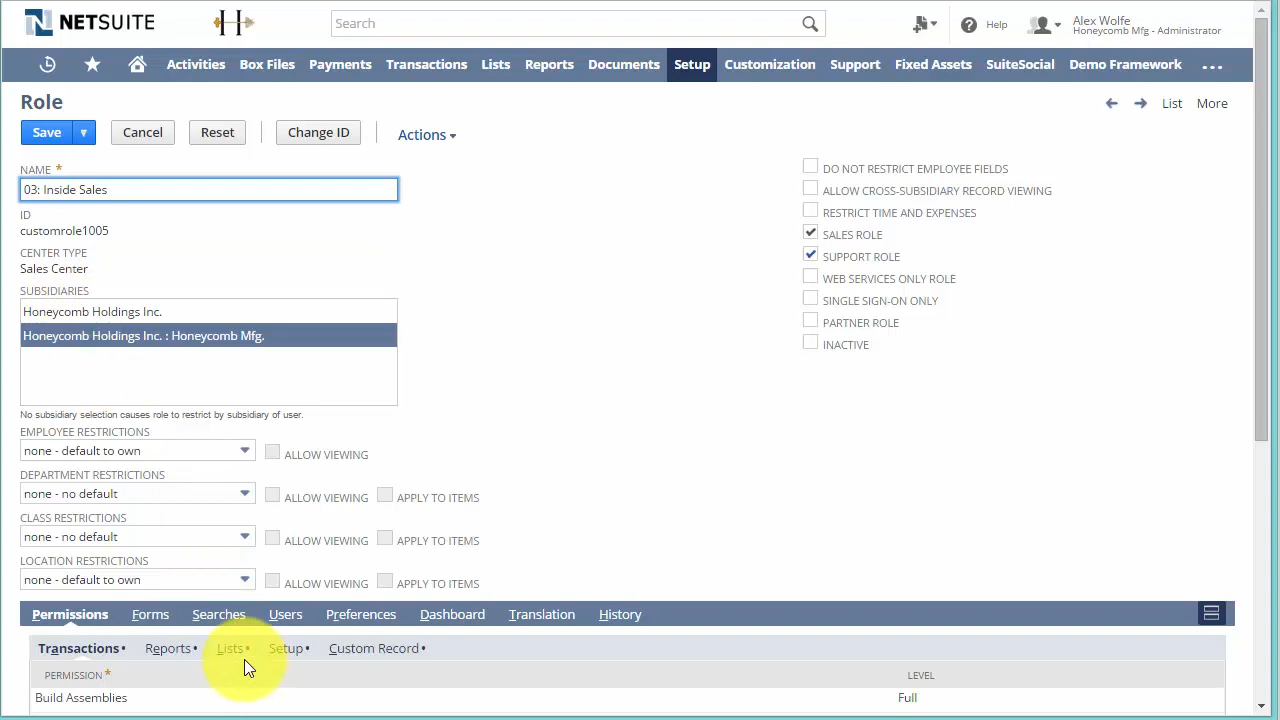 NETSUITE
H
Search
Help
Alex Wolfe
Honeycomb Mfg - Administrator
Activities Box Files Payments Transactions Lists Reports Documents Setup Customization Support Fixed Assets SuiteSocial Demo Framework ...
Role
List More
Save Cancel Reset Change ID Actions
NAME *
03: Inside Sales
ID
customrole1005
CENTER TYPE
Sales Center
SUBSIDIARIES
Honeycomb Holdings Inc.
Honeycomb Holdings Inc. : Honeycomb Mfg.
No subsidiary selection causes role to restrict by subsidiary of user.
EMPLOYEE RESTRICTIONS
none - default to own ALLOW VIEWING
DEPARTMENT RESTRICTIONS
none - no default ALLOW VIEWING APPLY TO ITEMS
CLASS RESTRICTIONS
none - no default ALLOW VIEWING APPLY TO ITEMS
LOCATION RESTRICTIONS
none - default to own ALLOW VIEWING APPLY TO ITEMS
DO NOT RESTRICT EMPLOYEE FIELDS
ALLOW CROSS-SUBSIDIARY RECORD VIEWING
RESTRICT TIME AND EXPENSES
SALES ROLE
SUPPORT ROLE
WEB SERVICES ONLY ROLE
SINGLE SIGN-ON ONLY
PARTNER ROLE
INACTIVE
Permissions Forms Searches Users Preferences Dashboard Translation History
Transactions• Reports• Lists• Setup• Custom Record•
PERMISSION * LEVEL
Build Assemblies Full